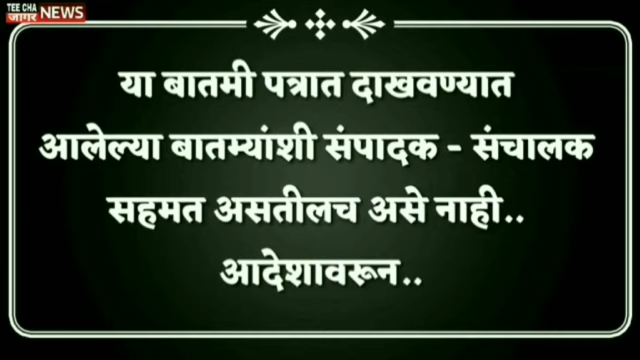 TEE CHA
जागर NEWS
या बातमी पत्रात दाखवण्यात
आलेल्या बातम्यांशी संपादक - संचालक
सहमत असतीलच असे नाही..
आदेशावरून..